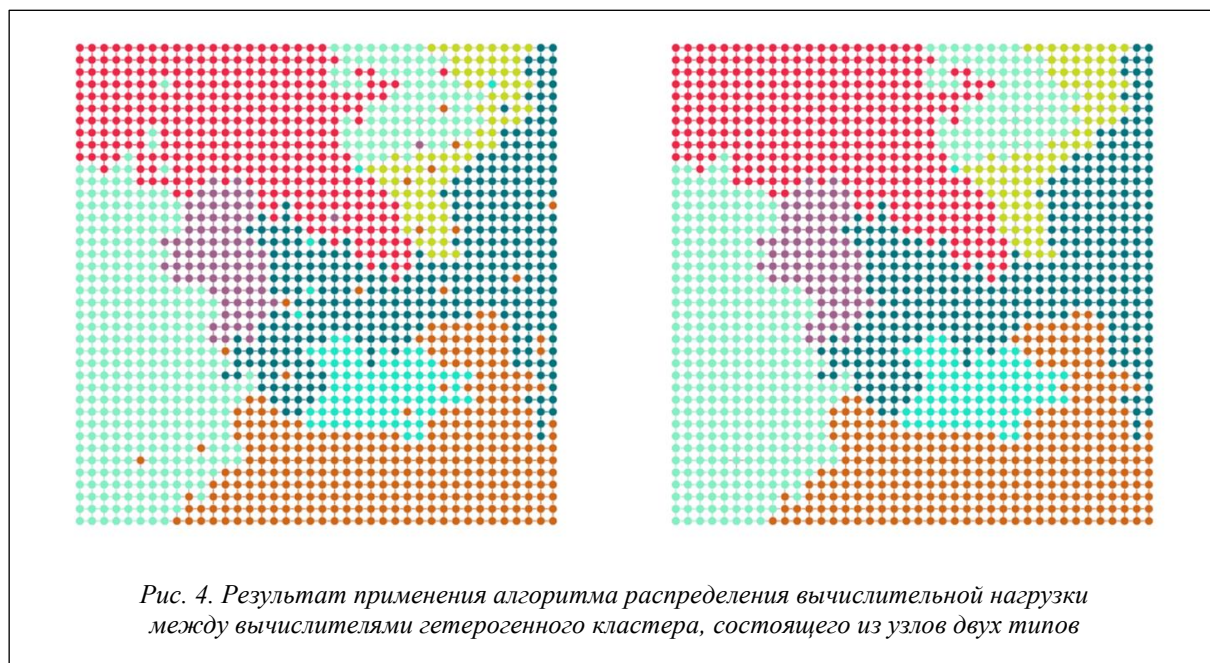 Рис. 4. Результат применения алгоритма распределения вычислительной нагрузки
между вычислителями гетерогенного кластера, состоящего из узлов двух типов